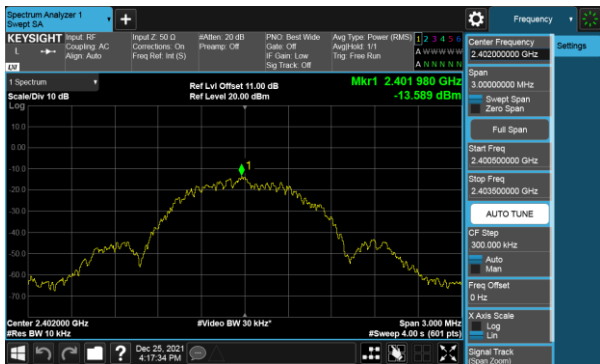 Spectrum Analyzer 1
Swept SA
+
Frequency
KEYSIGHT
L
LXI
Input: RF
Coupling: AC
Align: Auto
Input Z: 50 Ω
Corrections: On
Freq Ref: Int (S)
#Atten: 20 dB
Preamp: Off
PNO: Best Wide
Gate: Off
IF Gain: Low
Sig Track: Off
Avg Type: Power (RMS)
Avg|Hold: 1/1
Trig: Free Run
1 2 3 4 5 6
A W W W W W
A N N N N N
1 Spectrum
Scale/Div 10 dB
Log
Ref Lvl Offset 11.00 dB
Ref Level 20.00 dBm
Mkr1 2.401 980 GHz
-13.589 dBm
10.0
0.00
-10.0
-20.0
-30.0
-40.0
-50.0
-60.0
-70.0
1
Center 2.402000 GHz
#Res BW 10 kHz
#Video BW 30 kHz*
Span 3.000 MHz
#Sweep 4.00 s (601 pts)
Center Frequency
2.402000000 GHz
Settings
Span
3.00000000 MHz
Swept Span
Zero Span
Full Span
Start Freq
2.400500000 GHz
Stop Freq
2.403500000 GHz
AUTO TUNE
CF Step
300.000 kHz
Auto
Man
Freq Offset
0 Hz
X Axis Scale
Log
Lin
Signal Track
(Span Zoom)
?
Dec 25, 2021
4:17:34 PM